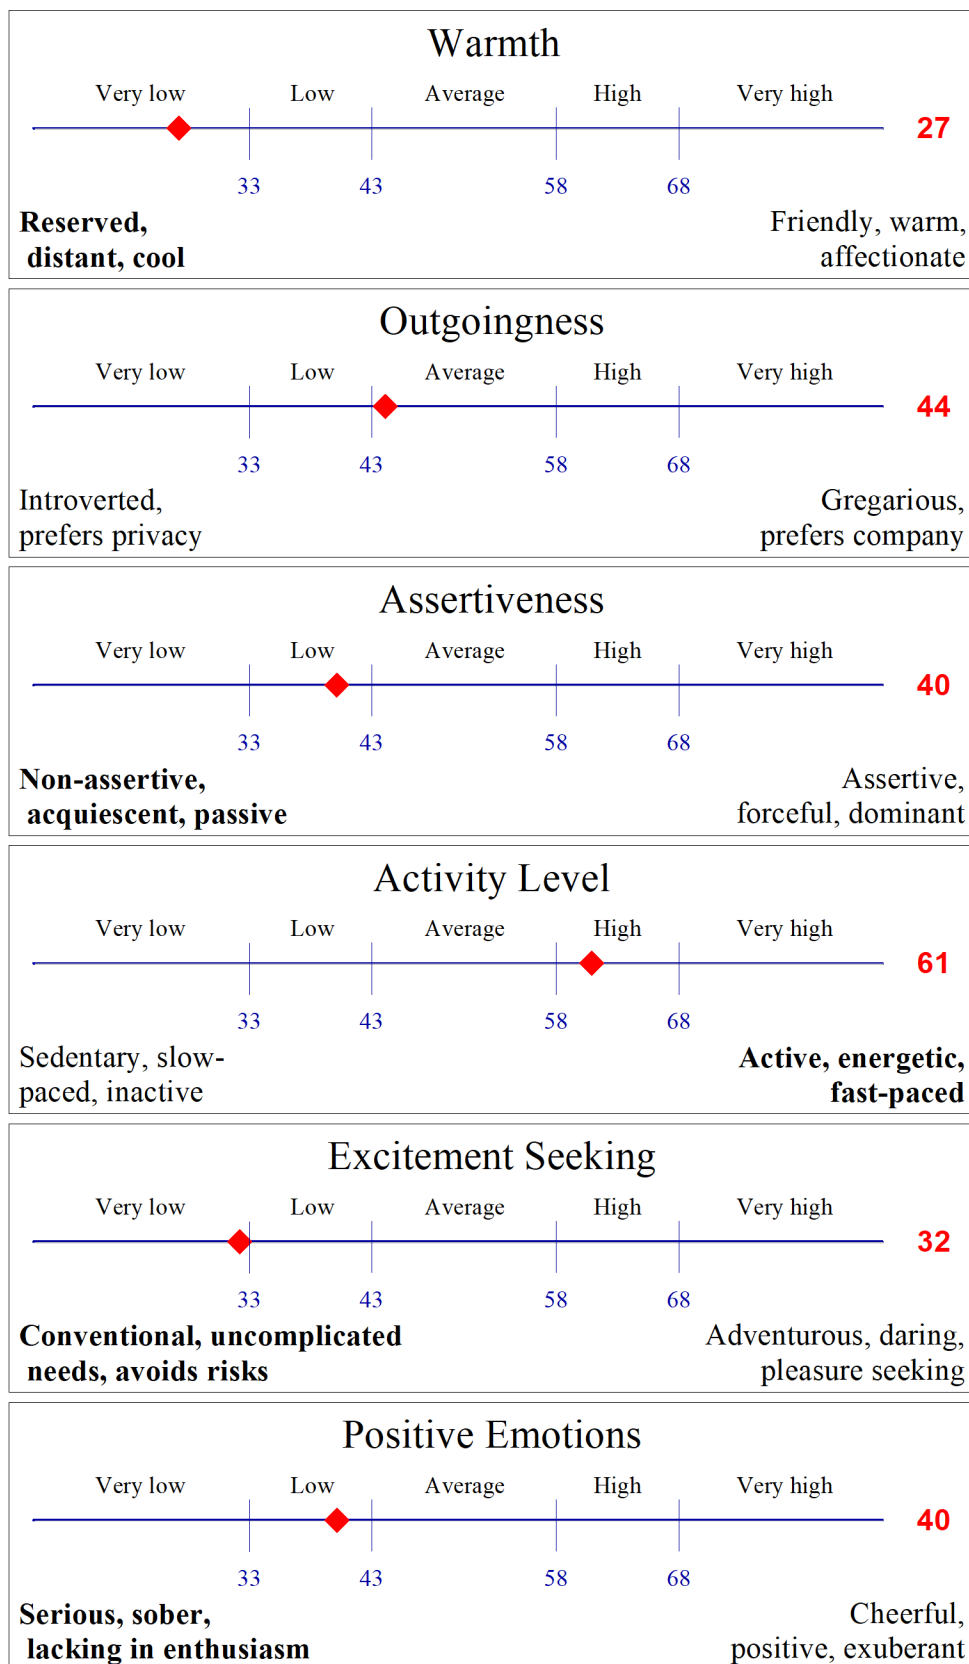 Warmth
Very low Low Average High Very high
27
33 43 58 68
Reserved,
distant, cool
Friendly, warm,
affectionate
Outgoingness
Very low Low Average High Very high
44
33 43 58 68
Introverted,
prefers privacy
Gregarious,
prefers company
Assertiveness
Very low Low Average High Very high
40
33 43 58 68
Non-assertive,
acquiescent, passive
Assertive,
forceful, dominant
Activity Level
Very low Low Average High Very high
61
33 43 58 68
Sedentary, slow-
paced, inactive
Active, energetic,
fast-paced
Excitement Seeking
Very low Low Average High Very high
32
33 43 58 68
Conventional, uncomplicated
needs, avoids risks
Adventurous, daring,
pleasure seeking
Positive Emotions
Very low Low Average High Very high
40
33 43 58 68
Serious, sober,
lacking in enthusiasm
Cheerful,
positive, exuberant